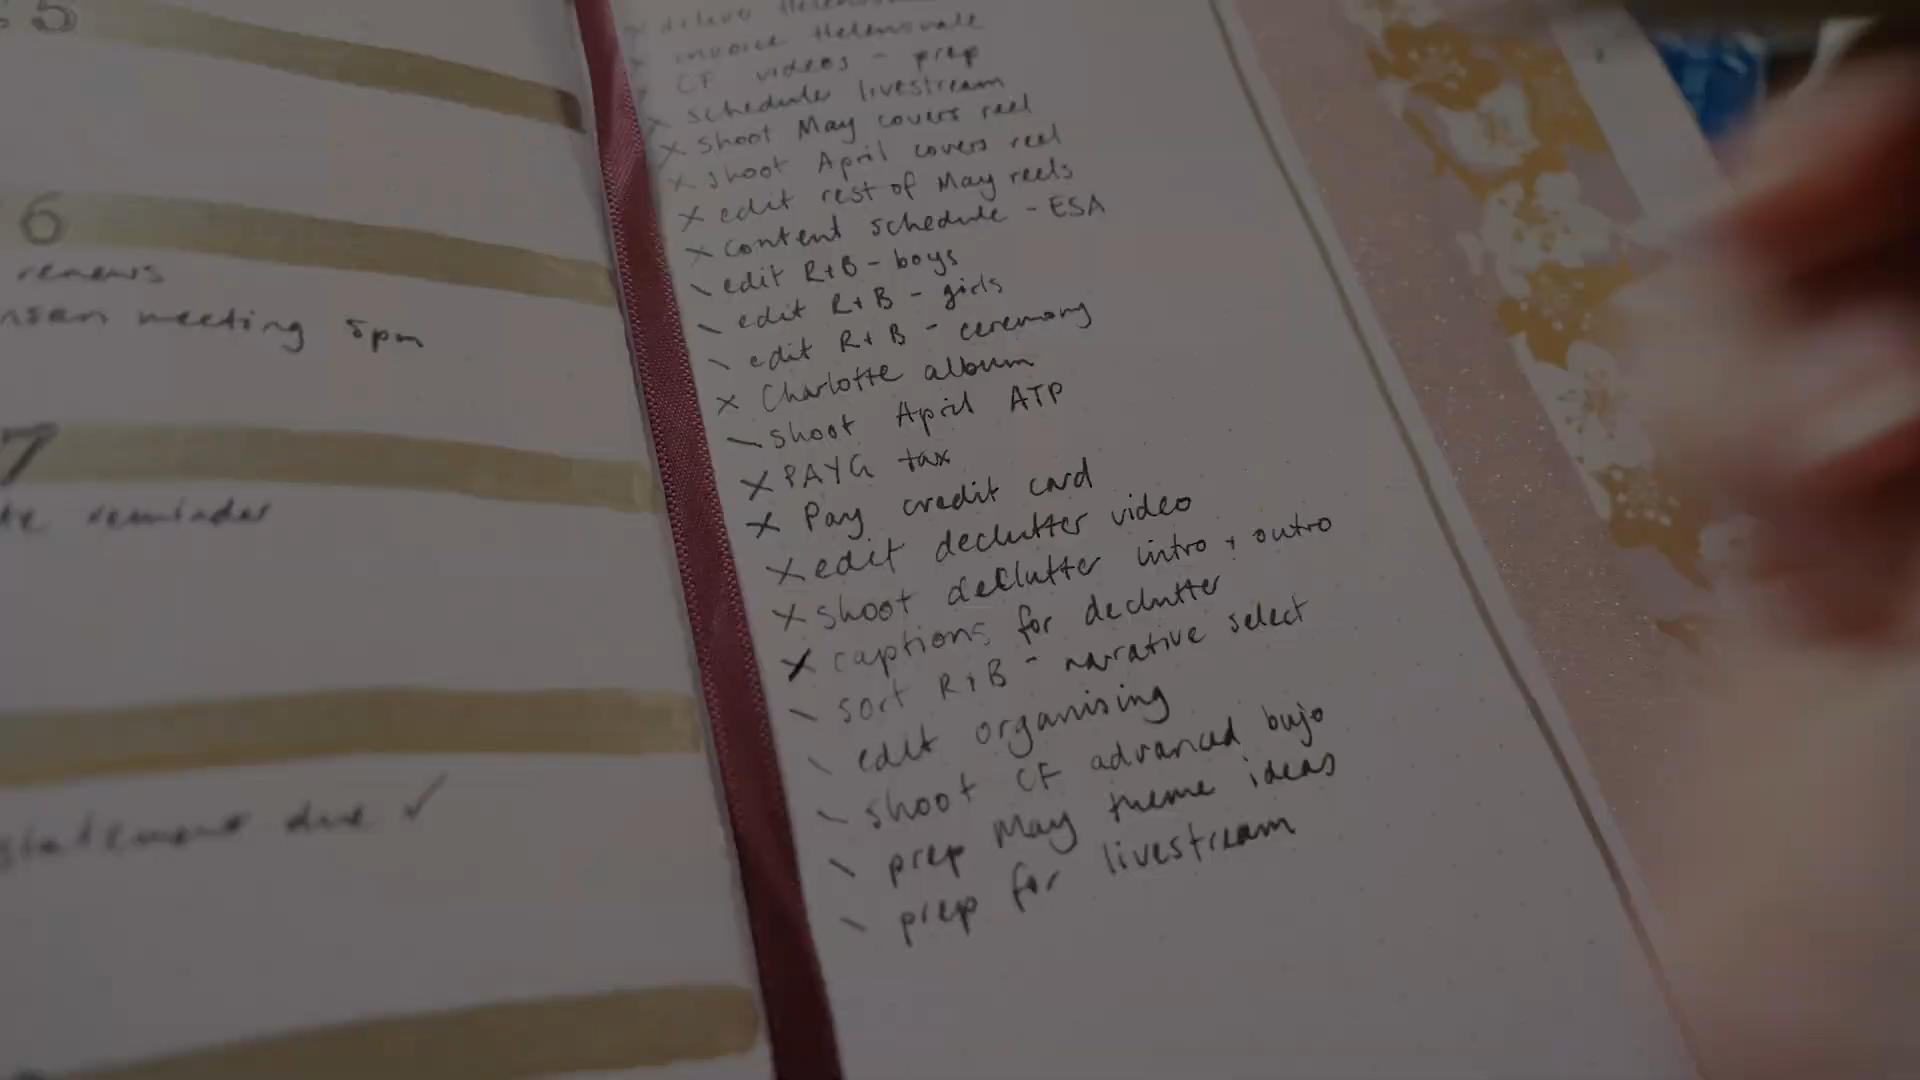 5
6
renews
meeting 5pm
7
reminder
statement due ✓
invoice Helensvale
CF videos - prep
x schedule livestream
x shoot May covers reel
x shoot April covers reel
x edit rest of May reels
x content schedule - ESA
\ edit R+B - boys
\ edit R+B - girls
\ edit R+B - ceremony
x Charlotte album
\ shoot April ATP
x PAYG tax
x Pay credit card
x edit declutter video
x shoot declutter intro + outro
x captions for declutter
\ sort R+B - narrative select
\ edit organising
\ shoot CF advanced bujo
\ prep May theme ideas
\ prep for livestream